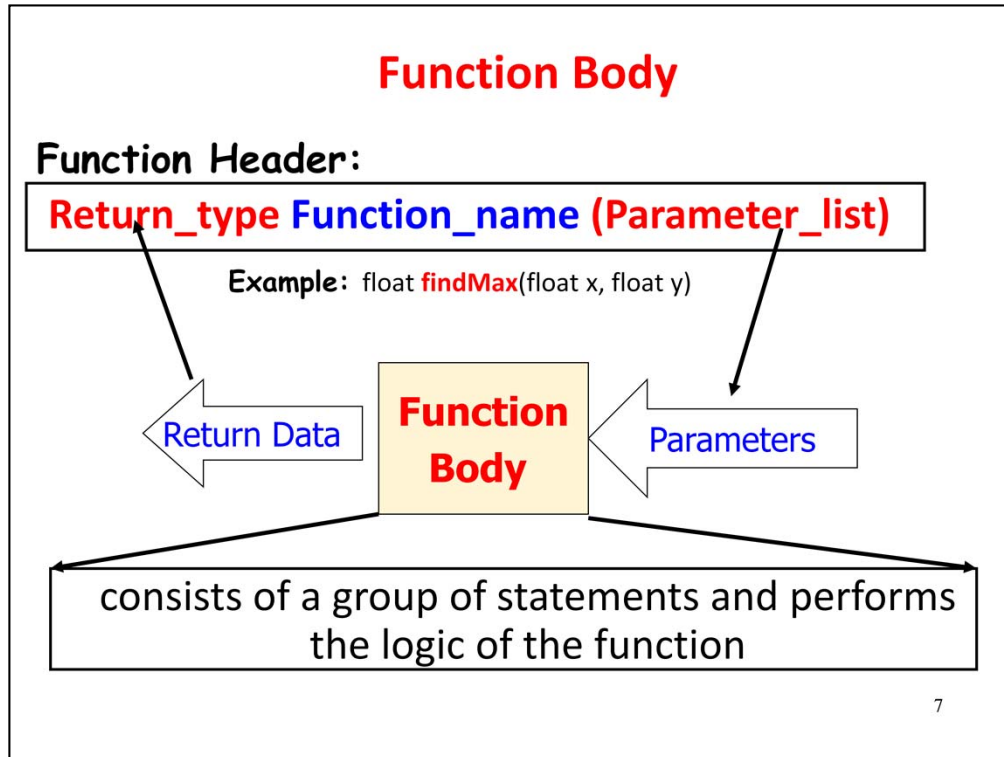 Function Body
Function Header:
Return_type Function_name (Parameter_list)
Example: float findMax(float x, float y)
Return Data
Function
Body
Parameters
consists of a group of statements and performs
the logic of the function
7